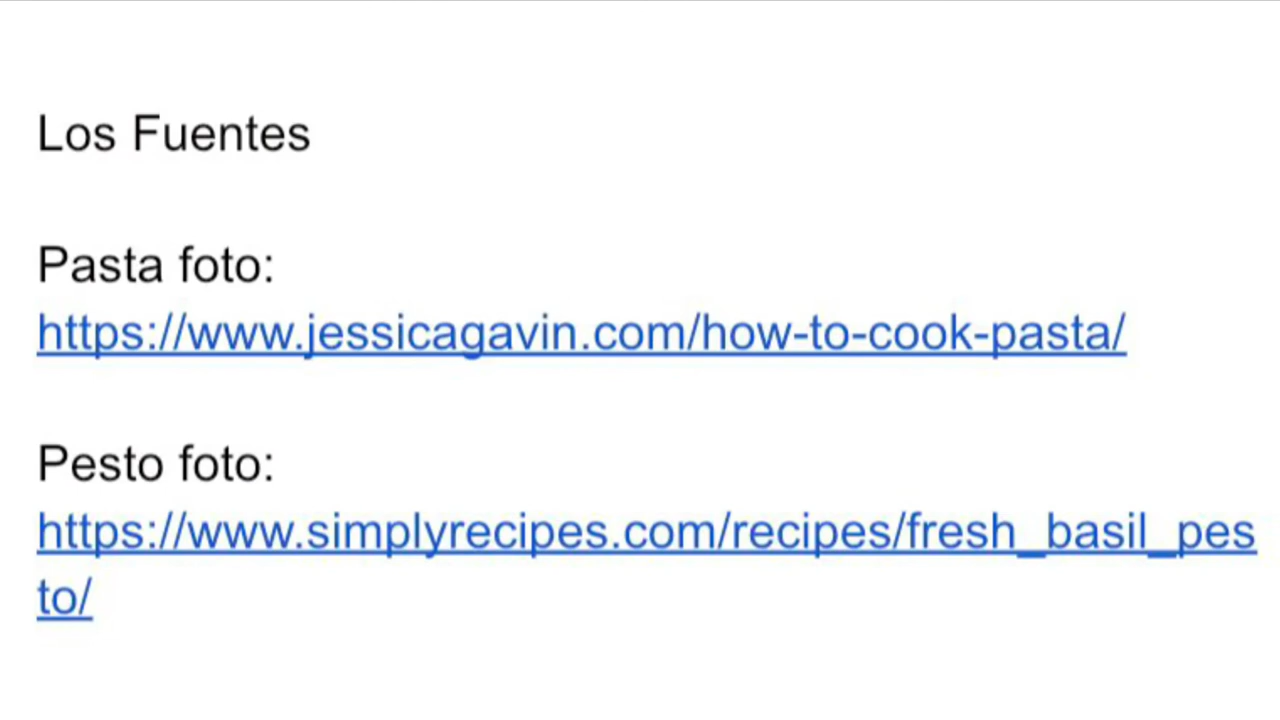 Los Fuentes
Pasta foto:
https://www.jessicagavin.com/how-to-cook-pasta/
Pesto foto:
https://www.simplyrecipes.com/recipes/fresh_basil_pes
to/